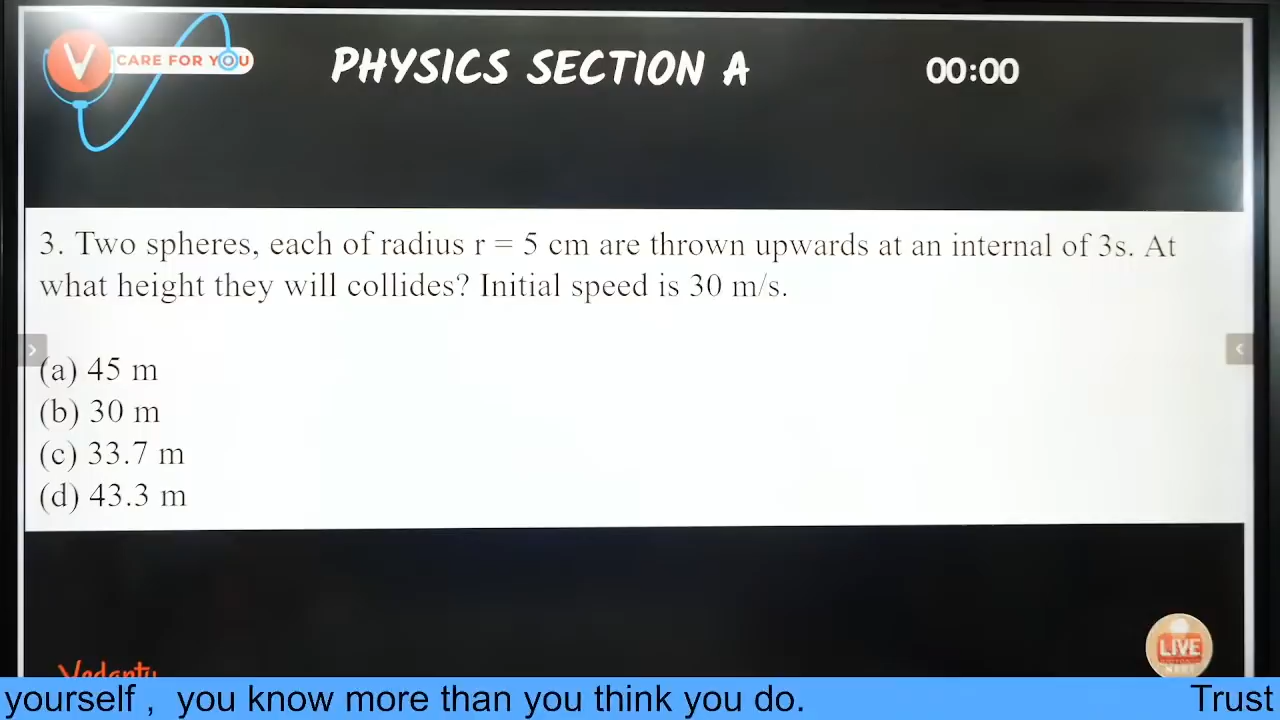 V CARE FOR YOU
PHYSICS SECTION A
00:00
3. Two spheres, each of radius r = 5 cm are thrown upwards at an internal of 3s. At
what height they will collides? Initial speed is 30 m/s.
(a) 45 m
(b) 30 m
(c) 33.7 m
(d) 43.3 m
LIVE
Vedantu
yourself , you know more than you think you do. Trust